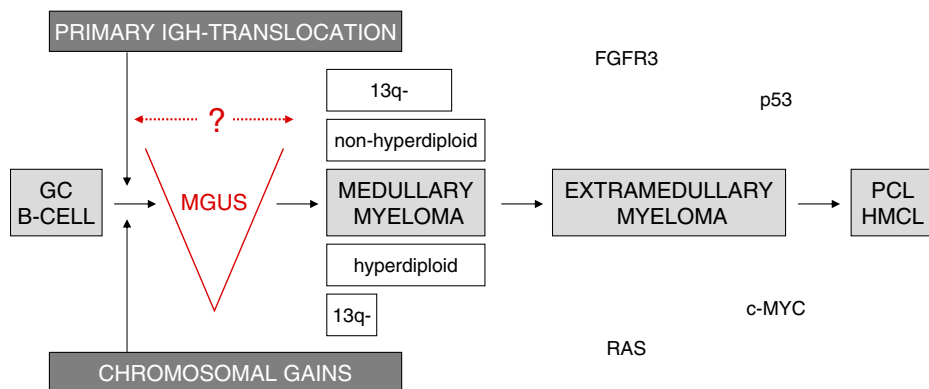 PRIMARY IGH-TRANSLOCATION
FGFR3
13q-
p53
?
non-hyperdiploid
GC
B-CELL
MGUS
MEDULLARY
MYELOMA
EXTRAMEDULLARY
MYELOMA
PCL
HMCL
hyperdiploid
13q-
c-MYC
RAS
CHROMOSOMAL GAINS